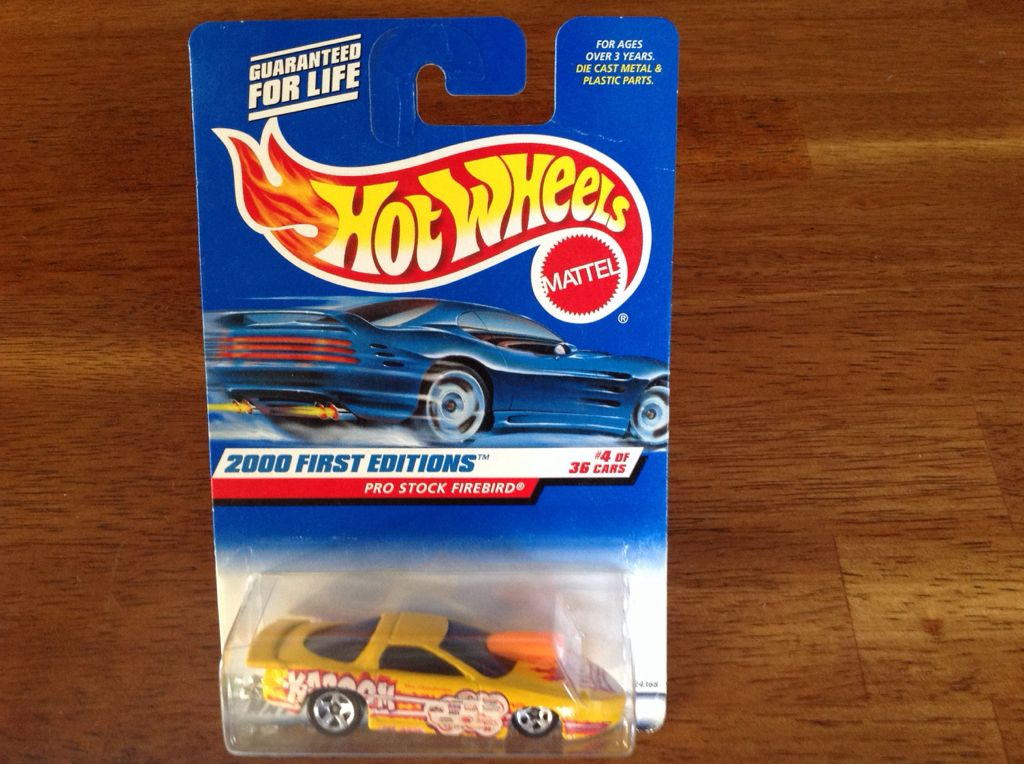 GUARANTEED
FOR LIFE
FOR AGES
OVER 3 YEARS.
DIE CAST METAL &
PLASTIC PARTS.
HOT WHEELS
MATTEL
®
2000 FIRST EDITIONS™
#4 OF
36 CARS
PRO STOCK FIREBIRD®